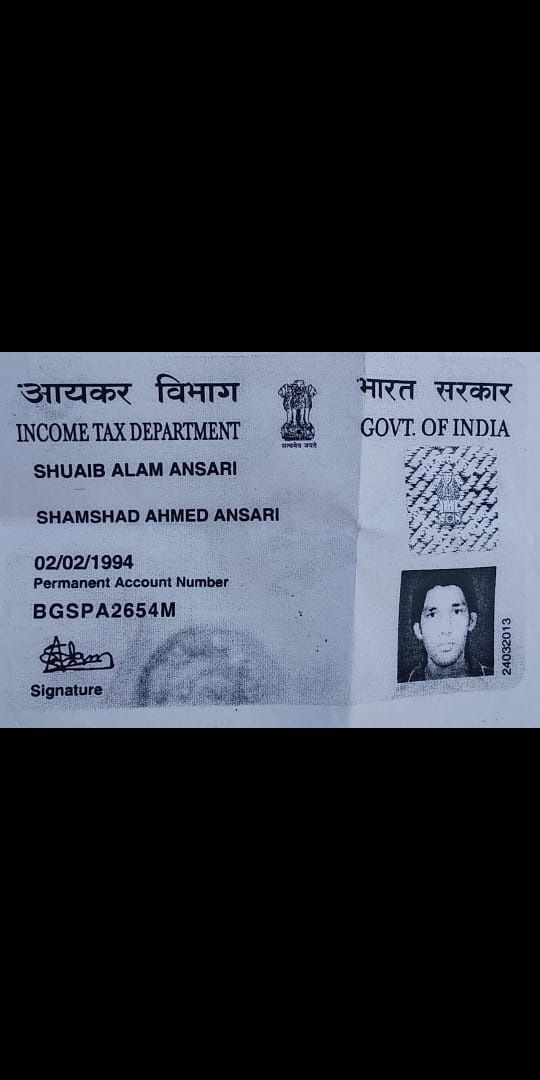 आयकर विभाग
भारत सरकार
INCOME TAX DEPARTMENT
GOVT. OF INDIA
सत्यमेव जयते
SHUAIB ALAM ANSARI
SHAMSHAD AHMED ANSARI
02/02/1994
Permanent Account Number
BGSPA2654M
Signature
24032013